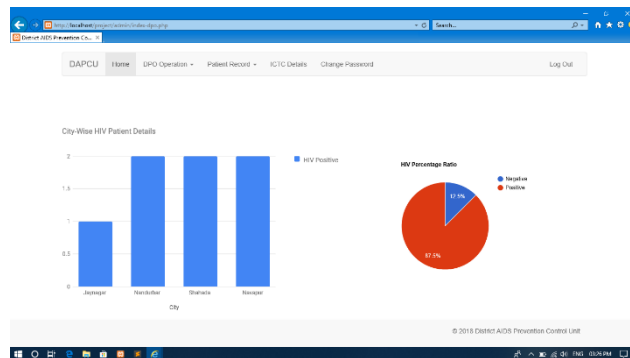 http://localhost/project/admin/index-dpo.php
Search...
District AIDS Prevention Co...
DAPCU Home DPO Operation Patient Record ICTC Details Change Password Log Out
City-Wise HIV Patient Details
HIV Positive
2
1.5
1
0.5
0
Nandurbar Shahada Navapur
City
HIV Percentage Ratio
Negative
Positive
12.5%
87.5%
© 2018 District AIDS Prevention Control Unit
ENG 03:26 PM